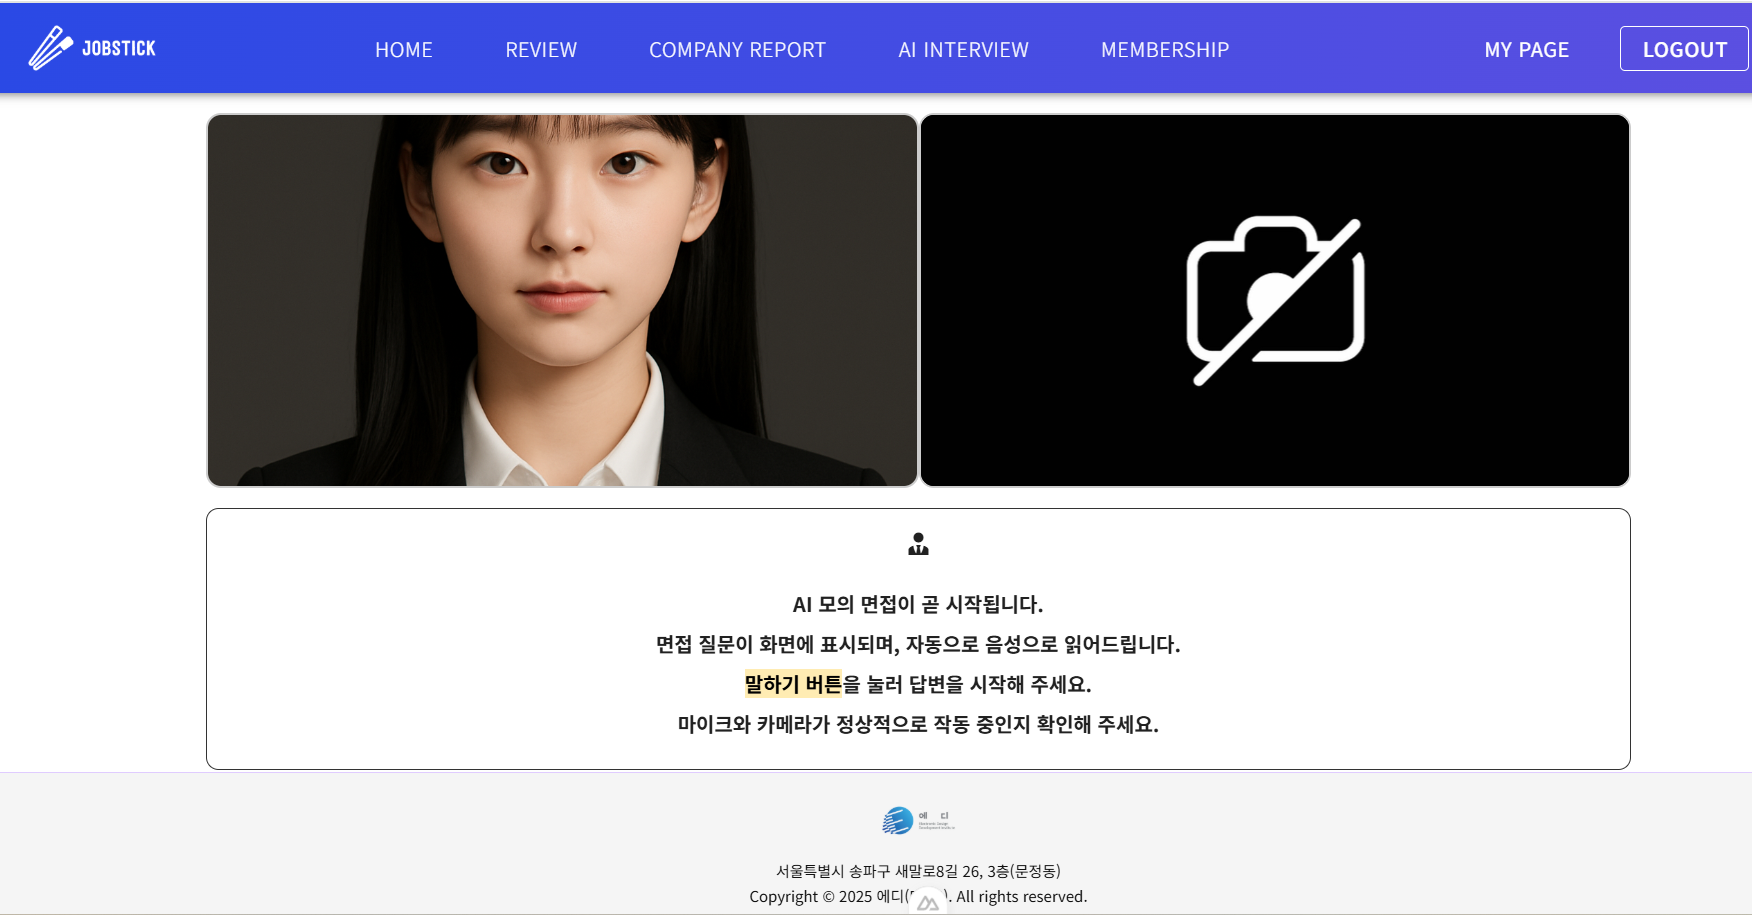 JOBSTICK
HOME
REVIEW
COMPANY REPORT
AI INTERVIEW
MEMBERSHIP
MY PAGE
LOGOUT
AI 모의 면접이 곧 시작됩니다.
면접 질문이 화면에 표시되며, 자동으로 음성으로 읽어드립니다.
말하기 버튼을 눌러 답변을 시작해 주세요.
마이크와 카메라가 정상적으로 작동 중인지 확인해 주세요.
에 디
서울특별시 송파구 새말로8길 26, 3층(문정동)
Copyright © 2025 에디( ). All rights reserved.